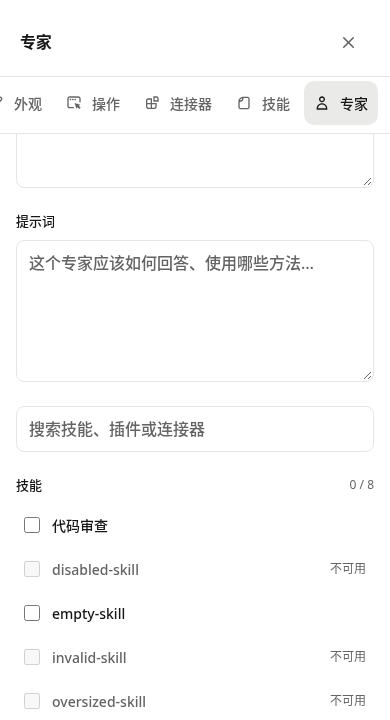 专家
外观 操作 连接器 技能 专家
提示词
这个专家应该如何回答、使用哪些方法...
搜索技能、插件或连接器
技能 0 / 8
代码审查
disabled-skill 不可用
empty-skill
invalid-skill 不可用
oversized-skill 不可用